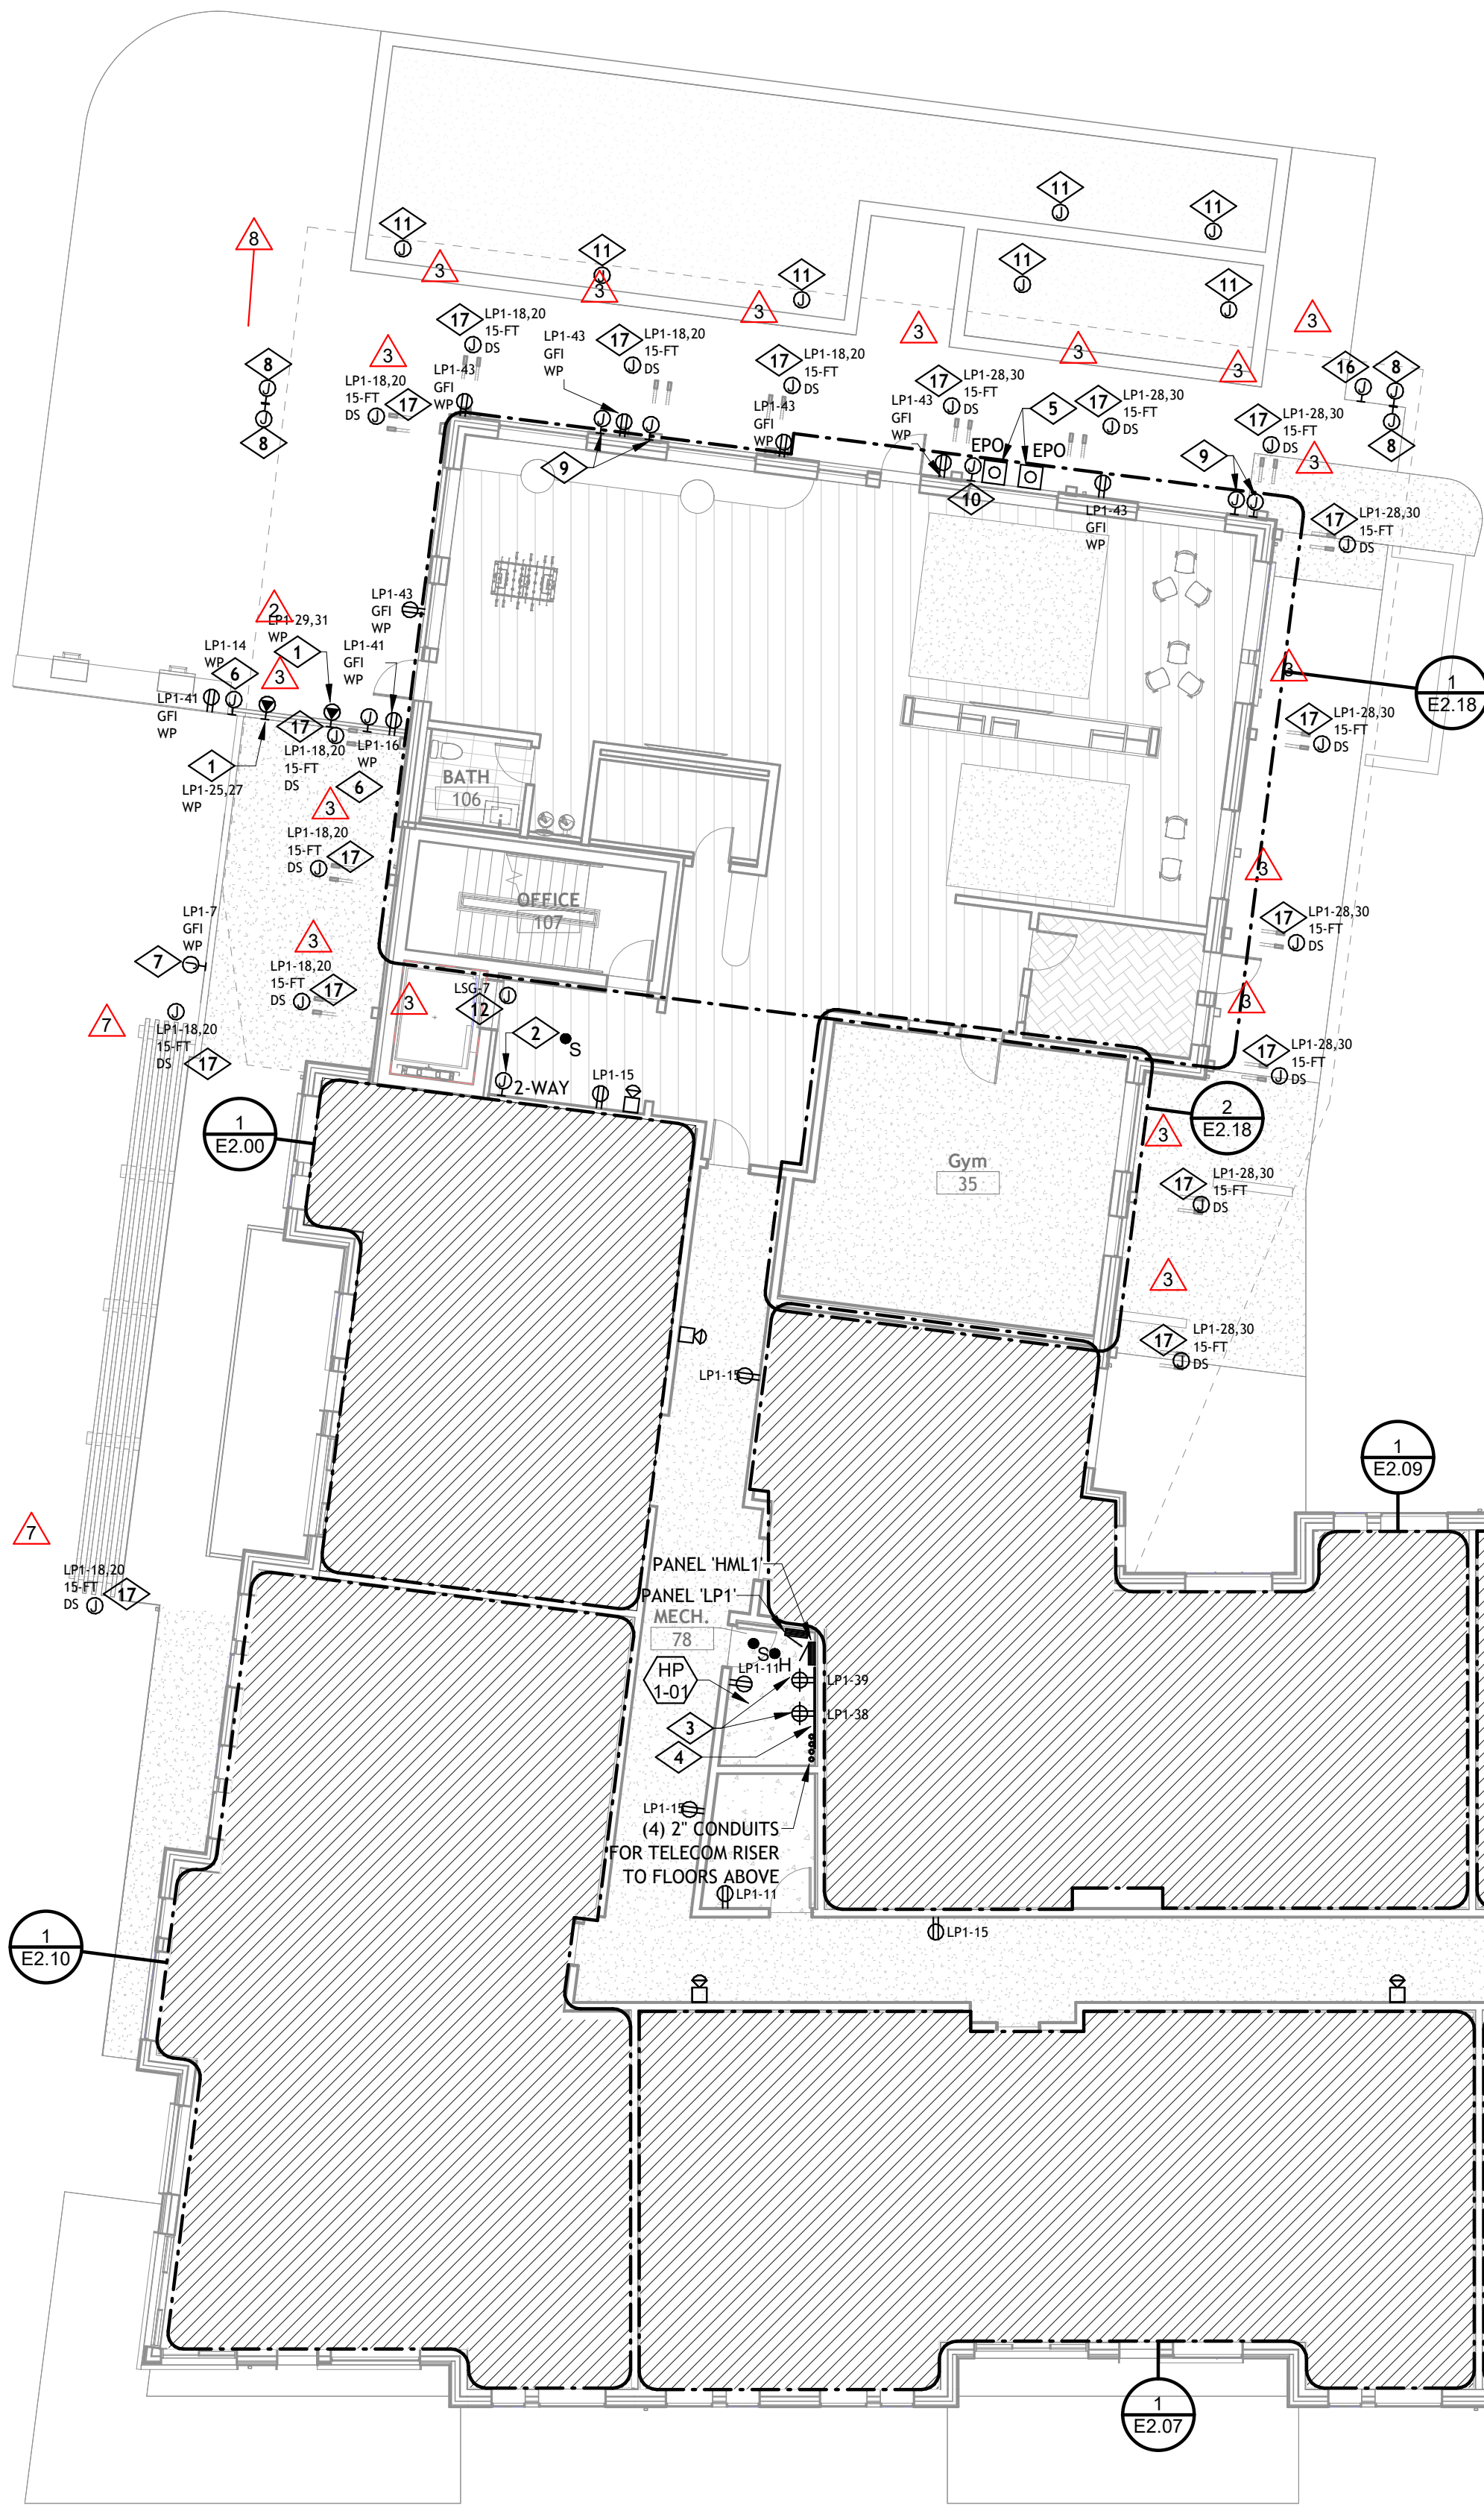 11
11
11
8
11
3
11
3
11
3
11
3
3
3
3
17
LP1-18,20
15-FT
DS
LP1-43
GFI
WP
17
LP1-18,20
15-FT
DS
17
LP1-18,20
15-FT
DS
3
LP1-43
GFI
WP
8
8
LP1-18,20
15-FT
DS
17
9
LP1-43
GFI
WP
LP1-43
GFI
WP
17
LP1-28,30
15-FT
DS
5
17
LP1-28,30
15-FT
DS
EPO
EPO
10
LP1-43
GFI
WP
9
17
LP1-28,30
15-FT
DS
3
16
8
8
17
LP1-28,30
15-FT
DS
2
LP1-29,31
WP
1
LP1-43
GFI
WP
LP1-14
WP
6
3
LP1-41
GFI
WP
LP1-41
GFI
WP
17
LP1-18,20
15-FT
DS
LP1-16
WP
6
1
LP1-25,27
WP
3
1
E2.18
17
LP1-28,30
15-FT
DS
BATH
106
3
LP1-18,20
15-FT
DS
17
3
OFFICE
107
LP1-7
GFI
WP
7
3
17
LP1-28,30
15-FT
DS
LP1-18,20
15-FT
DS
17
3
LSG-7
12
2
S
3
7
LP1-18,20
15-FT
DS
17
2-WAY
LP1-15
17
LP1-28,30
15-FT
DS
1
E2.00
2
E2.18
3
Gym
35
17
LP1-28,30
15-FT
DS
3
LP1-15
17
LP1-28,30
15-FT
DS
1
E2.09
7
LP1-18,20
15-FT
DS
17
PANEL 'HML1'
PANEL 'LP1'
MECH.
78
S
H
HP
1-01
LP1-11
LP1-39
3
LP1-38
4
LP1-15
(4) 2" CONDUITS
FOR TELECOM RISER
TO FLOORS ABOVE
LP1-11
LP1-15
1
E2.10
1
E2.07